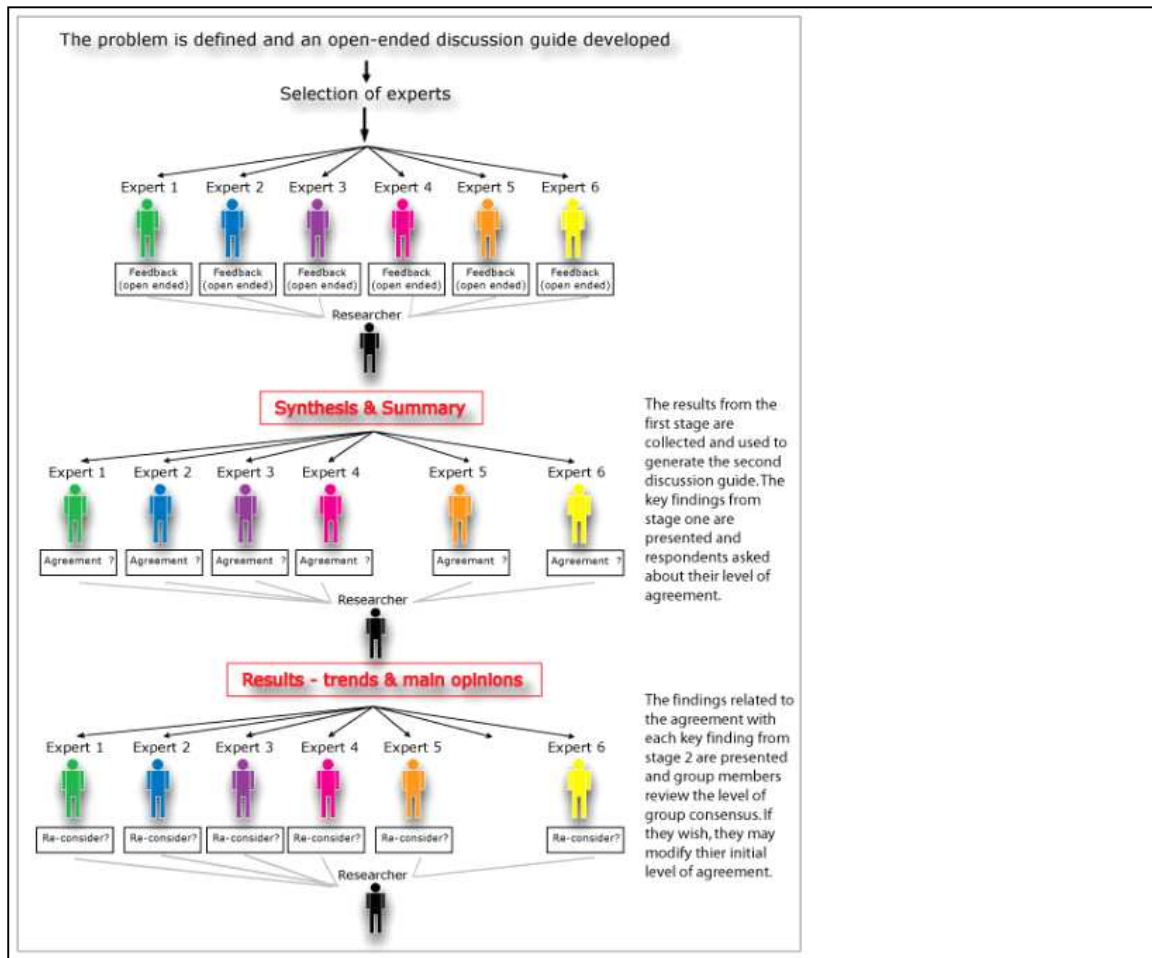 The problem is defined and an open-ended discussion guide developed
Selection of experts
Expert 1 Expert 2 Expert 3 Expert 4 Expert 5 Expert 6
Feedback Feedback Feedback Feedback Feedback Feedback
(open ended) (open ended) (open ended) (open ended) (open ended) (open ended)
Researcher
Synthesis & Summary
Expert 1 Expert 2 Expert 3 Expert 4 Expert 5 Expert 6
Agreement ? Agreement ? Agreement ? Agreement ? Agreement ? Agreement ?
Researcher
The results from the
first stage are
collected and used to
generate the second
discussion guide. The
key findings from
stage one are
presented and
respondents asked
about their level of
agreement.
Results - trends & main opinions
Expert 1 Expert 2 Expert 3 Expert 4 Expert 5 Expert 6
Re-consider? Re-consider? Re-consider? Re-consider? Re-consider? Re-consider?
Researcher
The findings related to
the agreement with
each key finding from
stage 2 are presented
and group members
review the level of
group consensus. If
they wish, they may
modify thier initial
level of agreement.